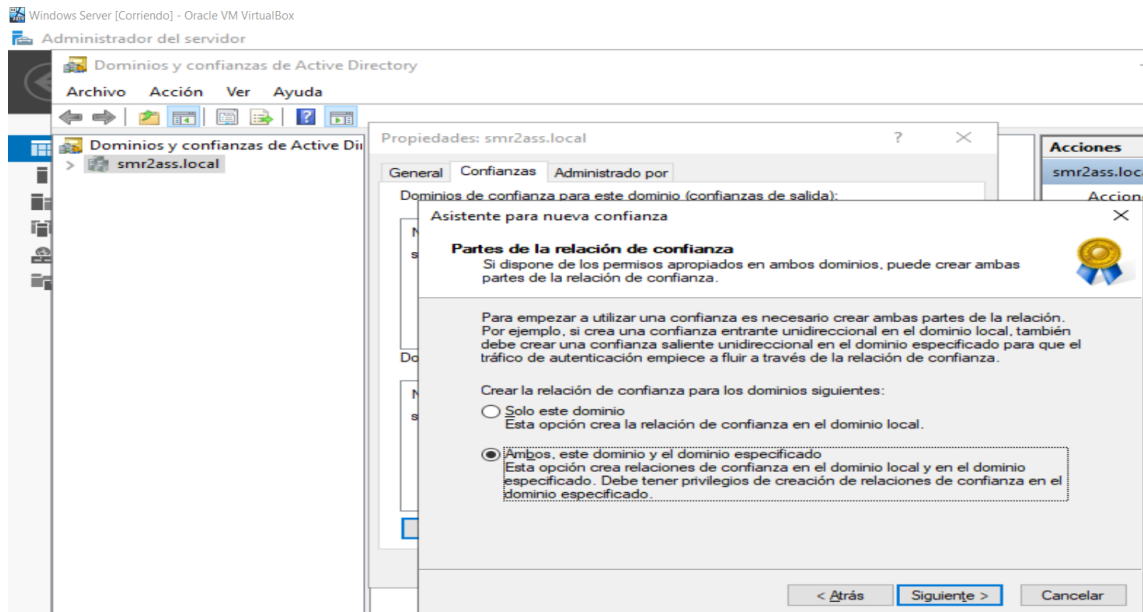 Windows Server [Corriendo] - Oracle VM VirtualBox
Administrador del servidor
Dominios y confianzas de Active Directory
Archivo Acción Ver Ayuda
Dominios y confianzas de Active
smr2ass.local
Propiedades: smr2ass.local
General Confianzas Administrado por
Dominios de confianza para este dominio (confianzas de salida):
Acciones
Asistente para nueva confianza
Partes de la relación de confianza
Si dispone de los permisos apropiados en ambos dominios, puede crear ambas
partes de la relación de confianza.
Para empezar a utilizar una confianza es necesario crear ambas partes de la relación.
Por ejemplo, si crea una confianza entrante unidireccional en el dominio local, también
debe crear una confianza saliente unidireccional en el dominio especificado para que el
tráfico de autenticación empiece a fluir a través de la relación de confianza.
Crear la relación de confianza para los dominios siguientes:
Solo este dominio
Esta opción crea la relación de confianza en el dominio local.
Ambos, este dominio y el dominio especificado
Esta opción crea relaciones de confianza en el dominio local y en el dominio
especificado. Debe tener privilegios de creación de relaciones de confianza en el
dominio especificado.
< Atrás Siguiente > Cancelar